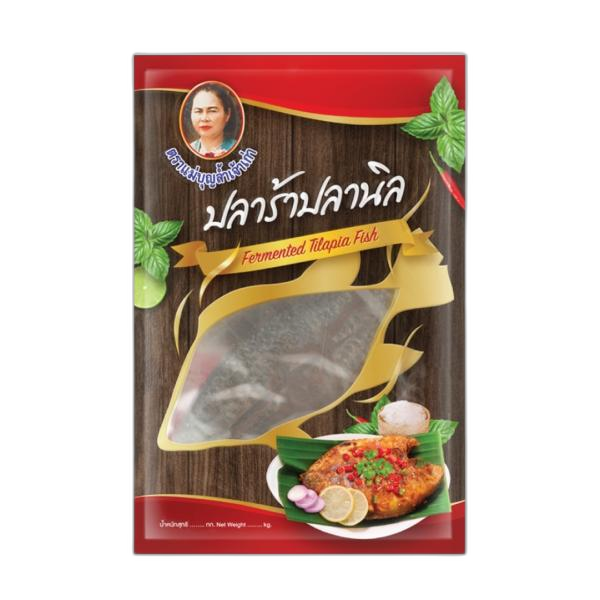 ตราแม่บุญล้ำเจ้าเก่า
ปลาร้าปลานิล
Fermented Tilapia Fish
น้ำหนักสุทธิ ........ กก. Net Weight ........ kg.